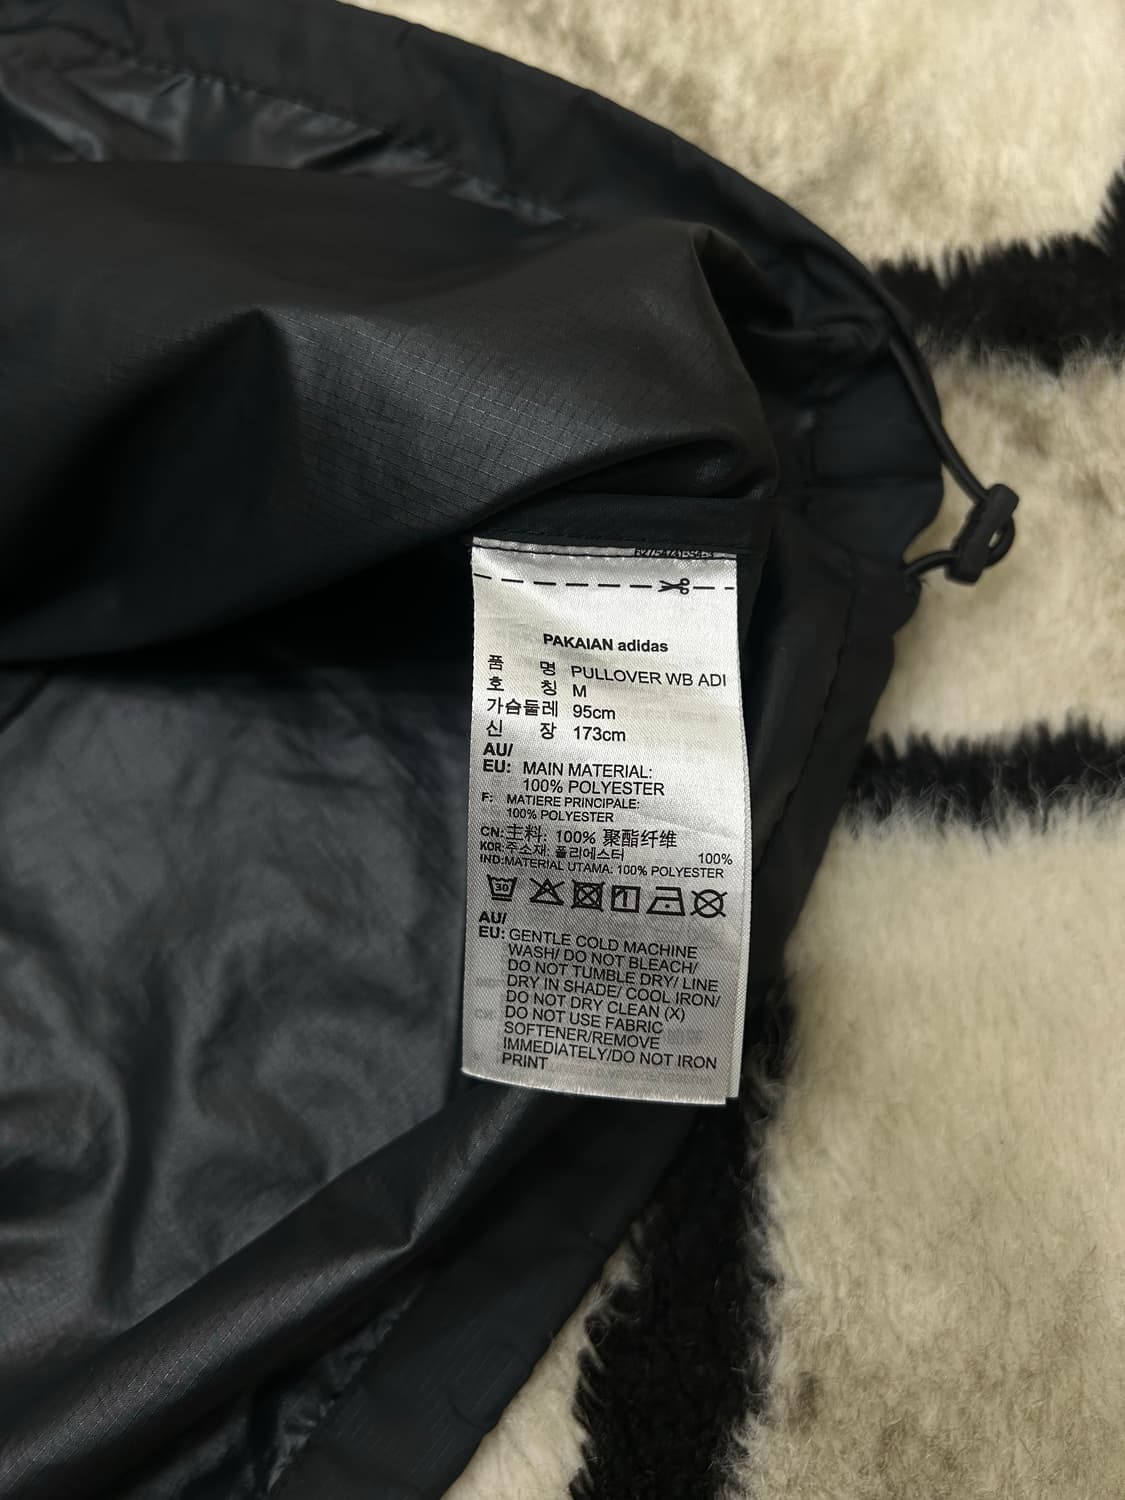 PAKAIAN adidas
품 명 PULLOVER WB ADI
호 칭 M
가슴둘레 95cm
신 장 173cm
AU/
EU: MAIN MATERIAL:
100% POLYESTER
F: MATIERE PRINCIPALE:
100% POLYESTER
CN: 主料: 100% 聚酯纤维
KOR: 주소재: 폴리에스터 100%
IND: MATERIAL UTAMA: 100% POLYESTER
30
AU/
EU: GENTLE COLD MACHINE
WASH/ DO NOT BLEACH/
DO NOT TUMBLE DRY/ LINE
DRY IN SHADE/ COOL IRON/
DO NOT DRY CLEAN (X)
DO NOT USE FABRIC
SOFTENER/REMOVE
IMMEDIATELY/DO NOT IRON
PRINT